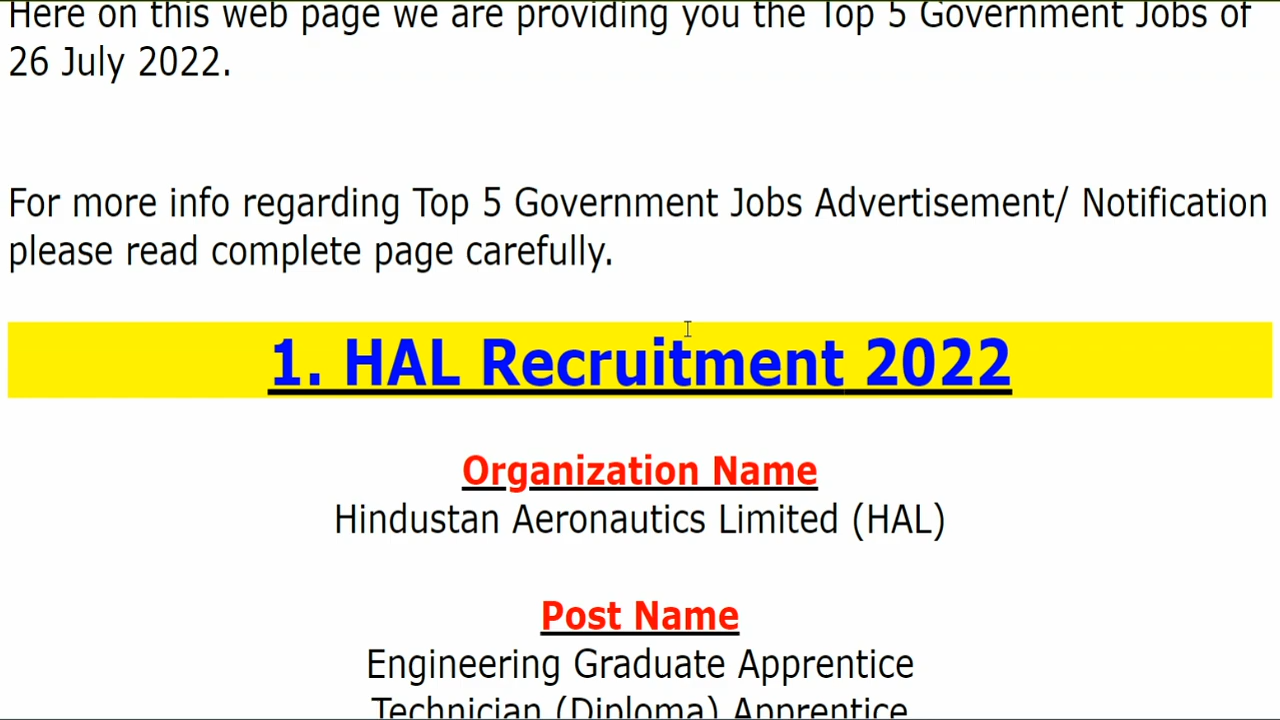 Here on this web page we are providing you the Top 5 Government Jobs of
26 July 2022.
For more info regarding Top 5 Government Jobs Advertisement/ Notification
please read complete page carefully.
1. HAL Recruitment 2022
Organization Name
Hindustan Aeronautics Limited (HAL)
Post Name
Engineering Graduate Apprentice
Technician (Diploma) Apprentice